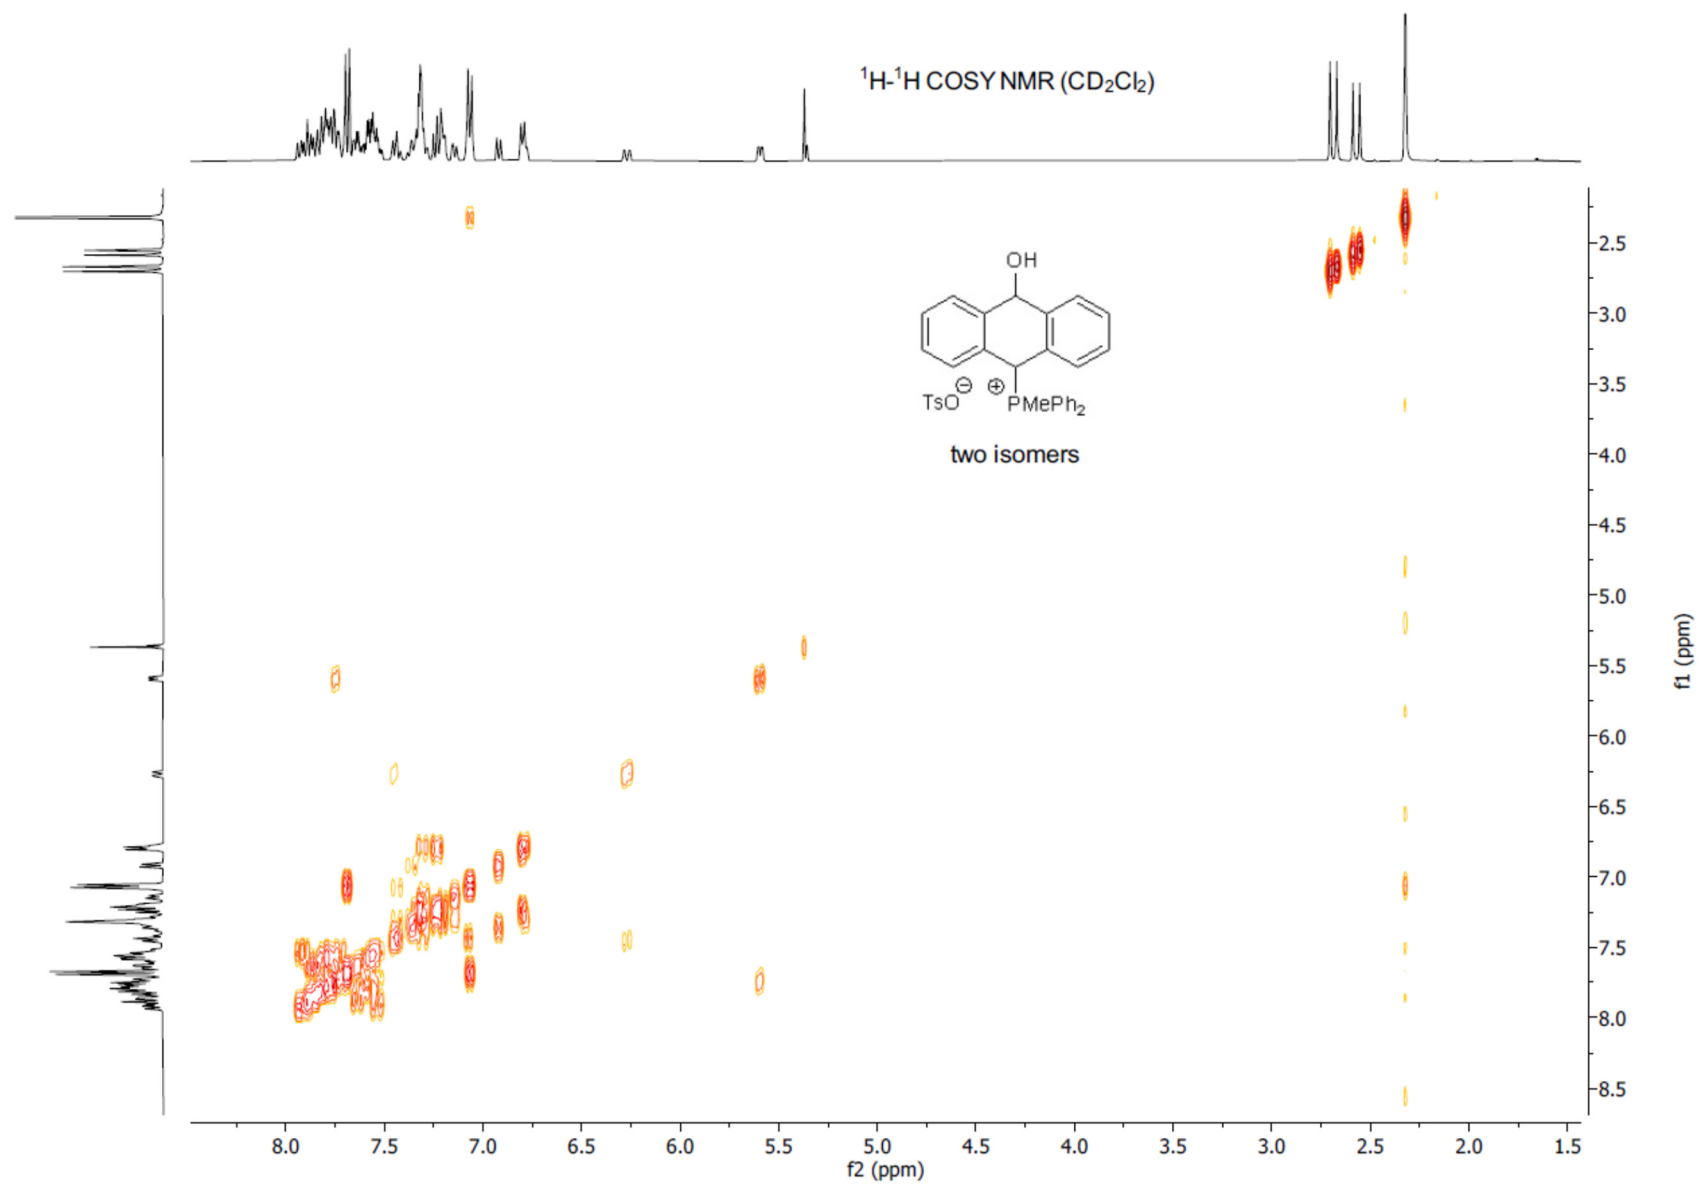 ¹H-¹H COSY NMR (CD₂Cl₂)
OH
TsO⊖ ⊕PMePh₂
two isomers
2.5
3.0
3.5
4.0
4.5
5.0
5.5
6.0
6.5
7.0
7.5
8.0
8.5
f1 (ppm)
8.0 7.5 7.0 6.5 6.0 5.5 5.0 4.5 4.0 3.5 3.0 2.5 2.0 1.5
f2 (ppm)